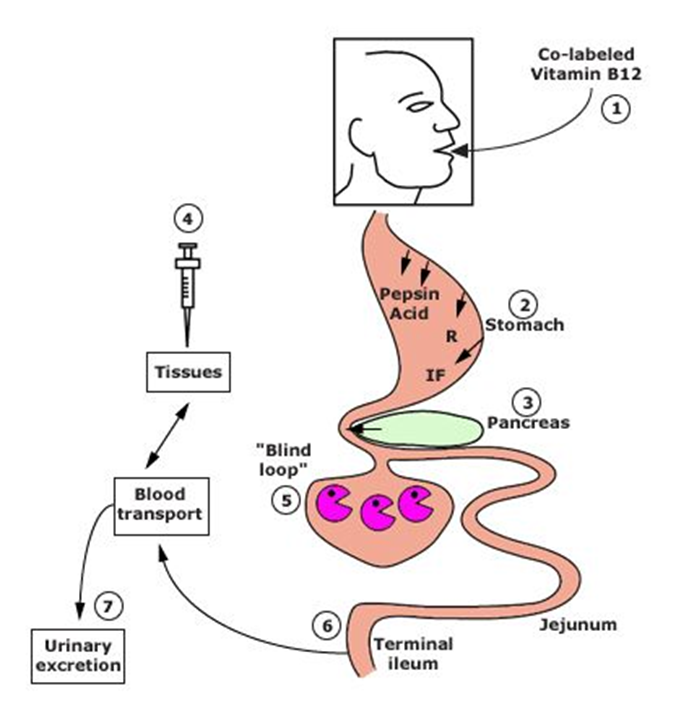 Co-labeled
Vitamin B12
1
4
Pepsin
Acid
2
Stomach
R
IF
Tissues
3
Pancreas
"Blind
loop"
5
Blood
transport
7
6
Jejunum
Urinary
excretion
Terminal
ileum